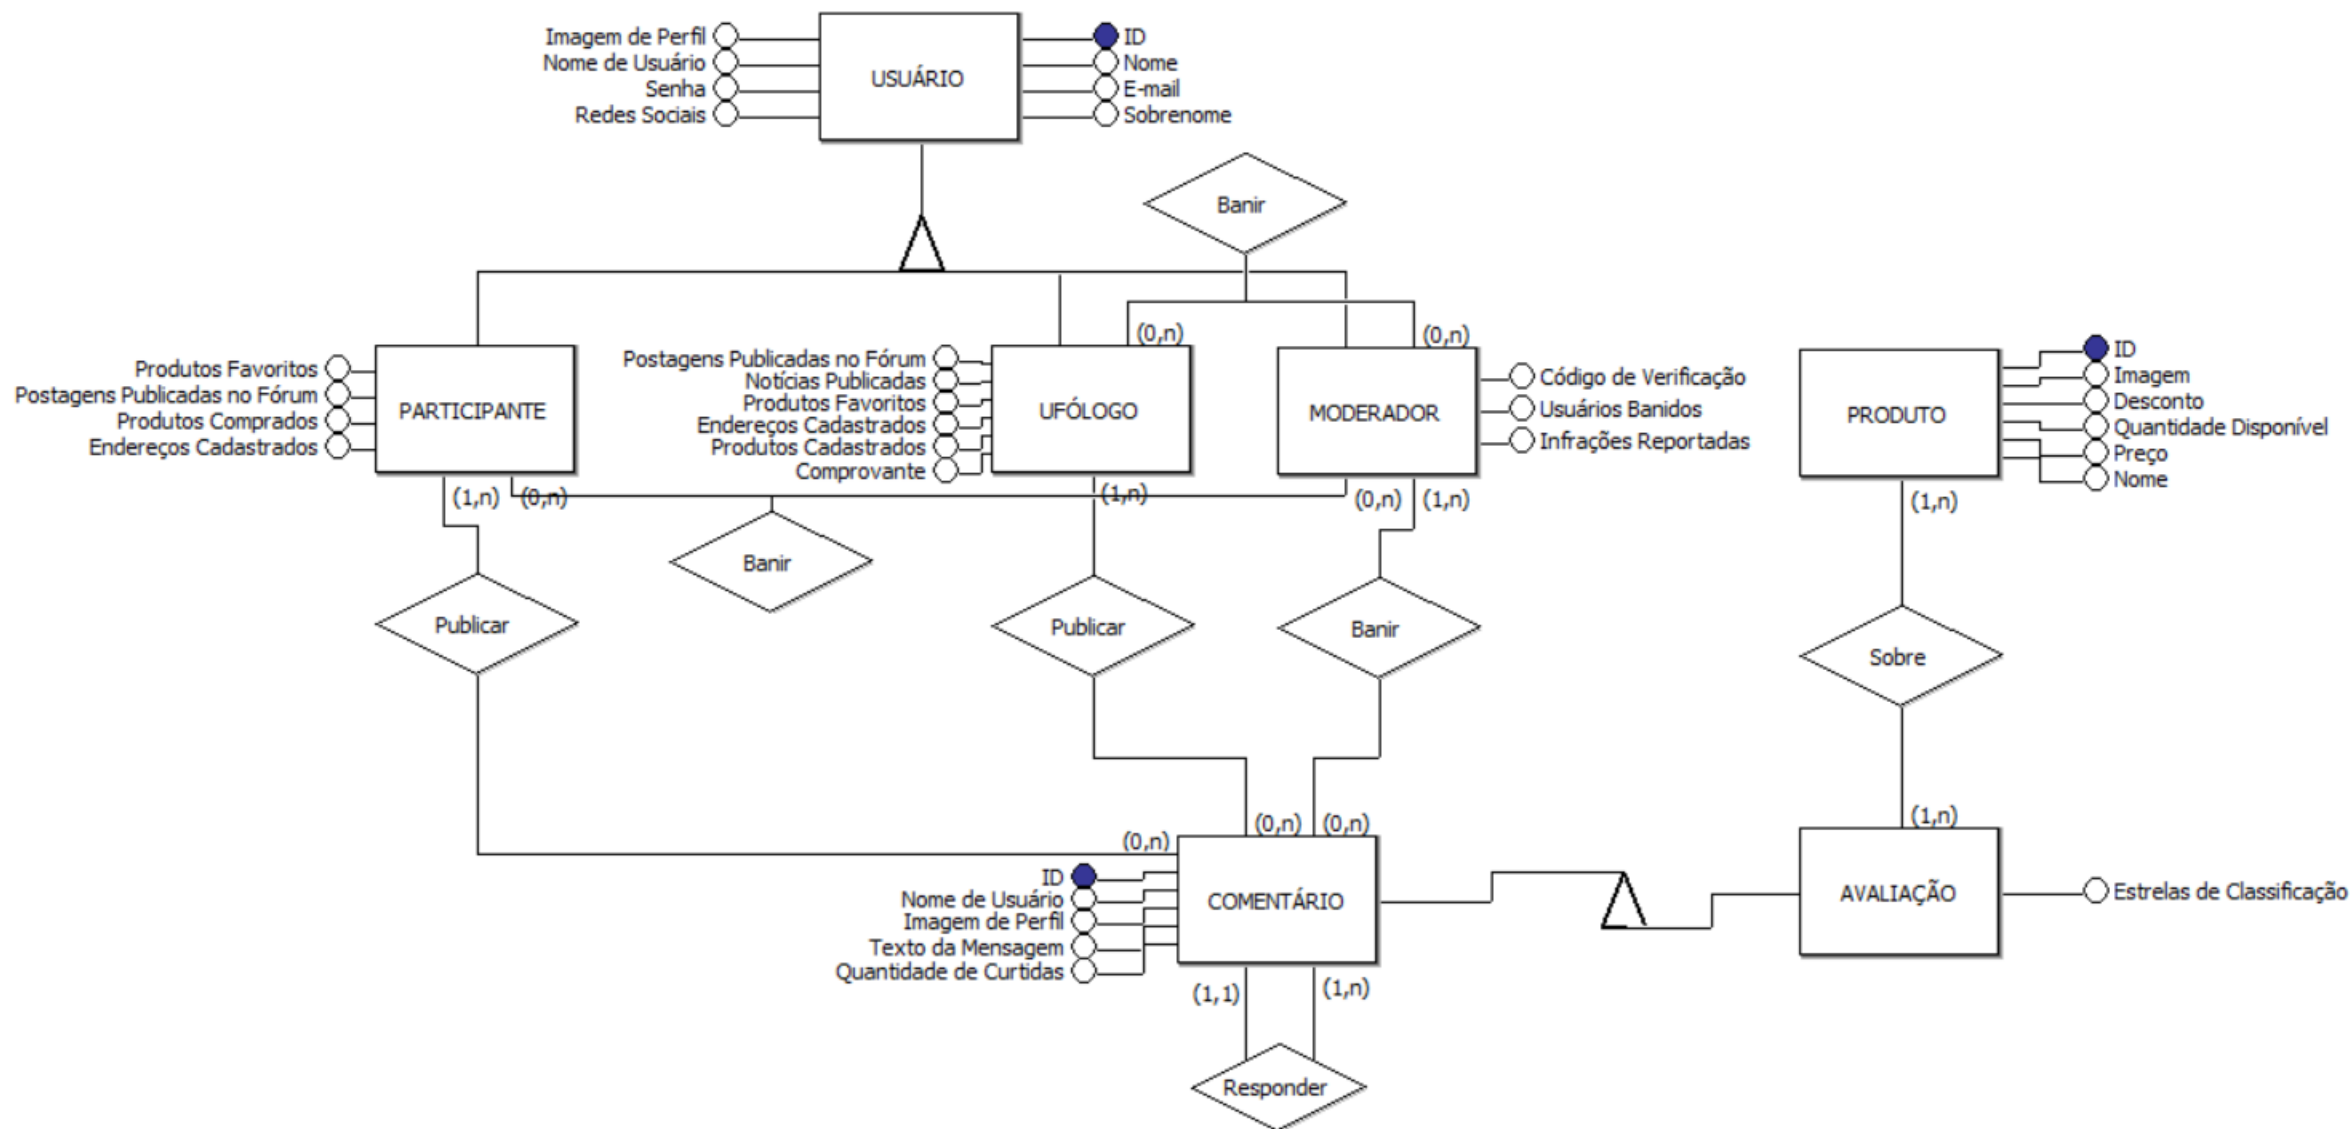 Imagem de Perfil
Nome de Usuário
Senha
Redes Sociais
USUÁRIO
ID
Nome
E-mail
Sobrenome
Banir
(0,n)
(0,n)
Produtos Favoritos
Postagens Publicadas no Fórum
Produtos Comprados
Endereços Cadastrados
PARTICIPANTE
Postagens Publicadas no Fórum
Notícias Publicadas
Produtos Favoritos
Endereços Cadastrados
Produtos Cadastrados
Comprovante
UFÓLOGO
MODERADOR
Código de Verificação
Usuários Banidos
Infrações Reportadas
PRODUTO
ID
Imagem
Desconto
Quantidade Disponível
Preço
Nome
(1,n)
(0,n)
(1,n)
(0,n)
(1,n)
(1,n)
Banir
Publicar
Publicar
Banir
Sobre
(0,n)
(0,n)
(0,n)
(1,n)
ID
Nome de Usuário
Imagem de Perfil
Texto da Mensagem
Quantidade de Curtidas
COMENTÁRIO
AVALIAÇÃO
Estrelas de Classificação
(1,1)
(1,n)
Responder